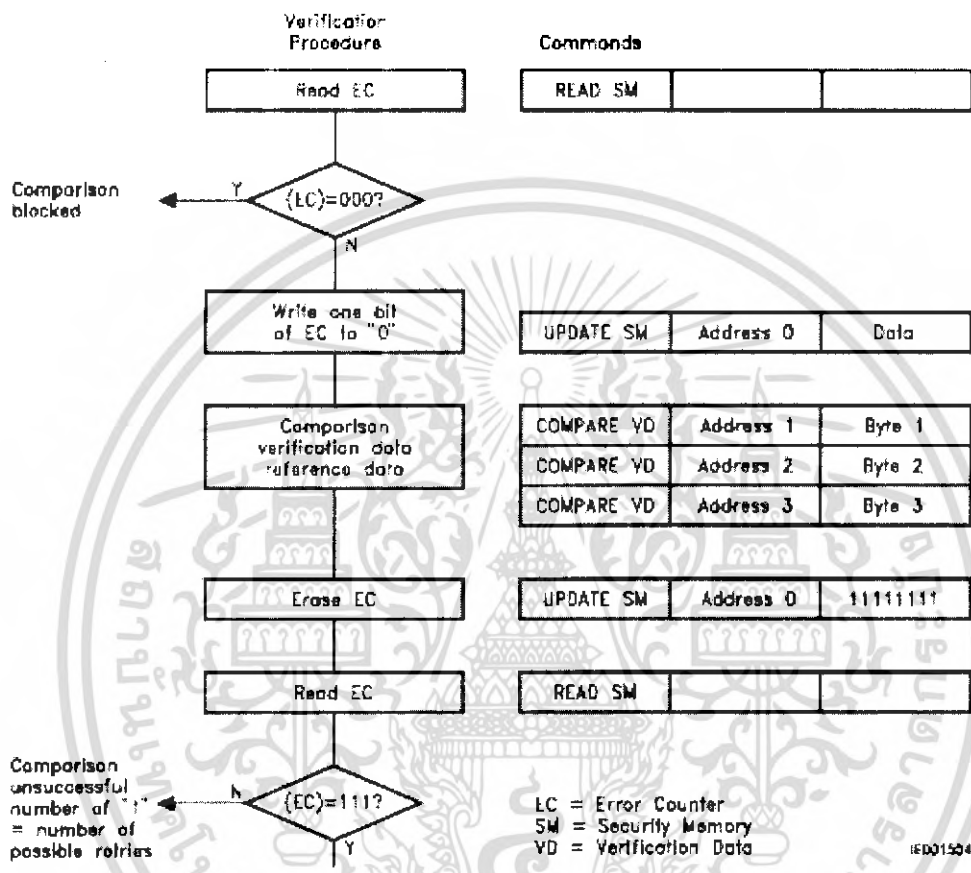 Verification
Procedure
Commands
Read EC
READ SM
Comparison
blocked
Y
(EC)=000?
N
Write one bit
of EC to "0"
UPDATE SM Address 0 Data
Comparison
verification data
reference data
COMPARE VD Address 1 Byte 1
COMPARE VD Address 2 Byte 2
COMPARE VD Address 3 Byte 3
Erase EC
UPDATE SM Address 0 11111111
Read EC
READ SM
Comparison
unsuccessful
number of "1"
= number of
possible retries
N
(EC)=111?
Y
EC = Error Counter
SM = Security Memory
VD = Verification Data
IED01504